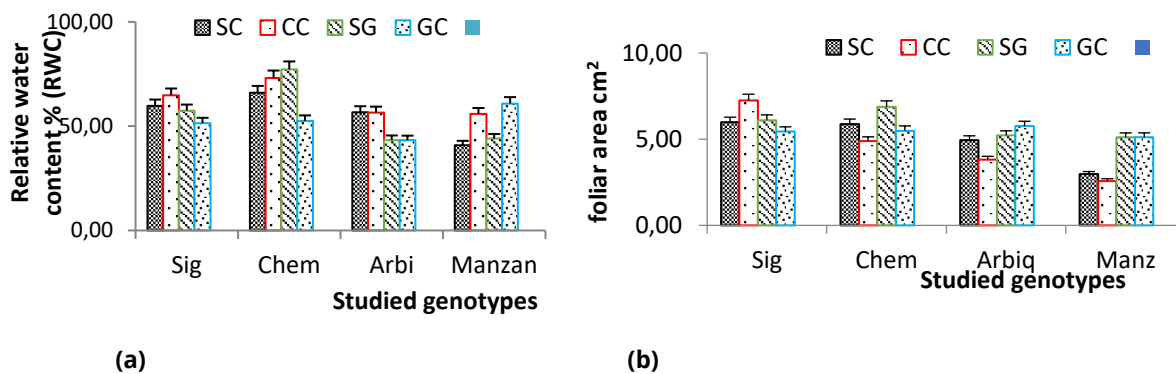 Relative water
content % (RWC)
100,00
50,00
0,00
SC CC SG GC
Sig Chem Arbi Manzan
Studied genotypes
(a)
foliar area cm²
10,00
5,00
0,00
SC CC SG GC
Sig Chem Arbiq Manz
Studied genotypes
(b)